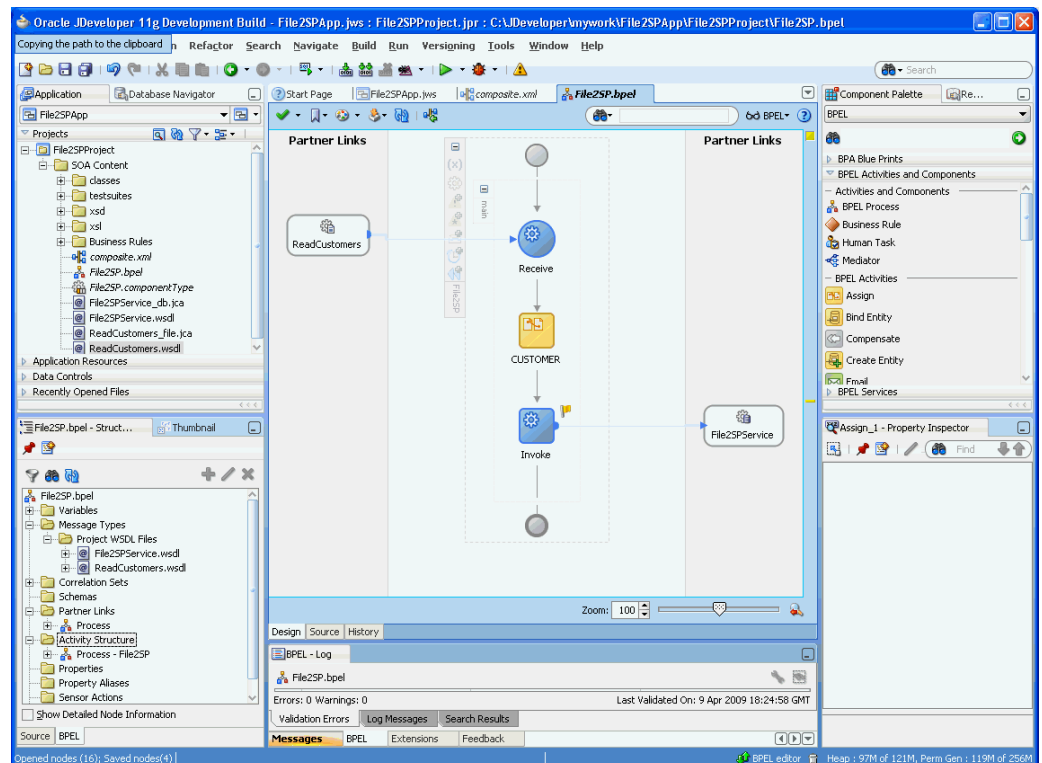 Oracle JDeveloper 11g Development Build - File2SPApp.jws : File2SPProject.jpr : C:\JDeveloper\mywork\File2SPApp\File2SPProject\File2SP.bpel
Copying the path to the clipboard
n Refactor Search Navigate Build Run Versioning Tools Window Help
Search
Application
Database Navigator
File2SPApp
Projects
File2SPProject
SOA Content
classes
testsuites
xsd
xsl
Business Rules
composite.xml
File2SP.bpel
File2SP.componentType
File2SPService_db.jca
File2SPService.wsdl
ReadCustomers_file.jca
ReadCustomers.wsdl
Application Resources
Data Controls
Recently Opened Files
File2SP.bpel - Struct...
Thumbnail
File2SP.bpel
Variables
Message Types
Project WSDL Files
File2SPService.wsdl
ReadCustomers.wsdl
Correlation Sets
Schemas
Partner Links
Process
Activity Structure
Process - File2SP
Properties
Property Aliases
Sensor Actions
Show Detailed Node Information
Source BPEL
Start Page
File2SPApp.jws
composite.xml
File2SP.bpel
BPEL
Partner Links
Partner Links
(x)
main
File2SP
ReadCustomers
Receive
CUSTOMER
Invoke
File2SPService
Zoom: 100
Design Source History
BPEL - Log
File2SP.bpel
Errors: 0 Warnings: 0
Last Validated On: 9 Apr 2009 18:24:58 GMT
Validation Errors Log Messages Search Results
Messages BPEL Extensions Feedback
Component Palette
Re...
BPEL
BPA Blue Prints
BPEL Activities and Components
Activities and Components
BPEL Process
Business Rule
Human Task
Mediator
BPEL Activities
Assign
Bind Entity
Compensate
Create Entity
Email
BPEL Services
Assign_1 - Property Inspector
Find
Opened nodes (16); Saved nodes(4)
BPEL editor
Heap : 97M of 121M, Perm Gen : 119M of 256M